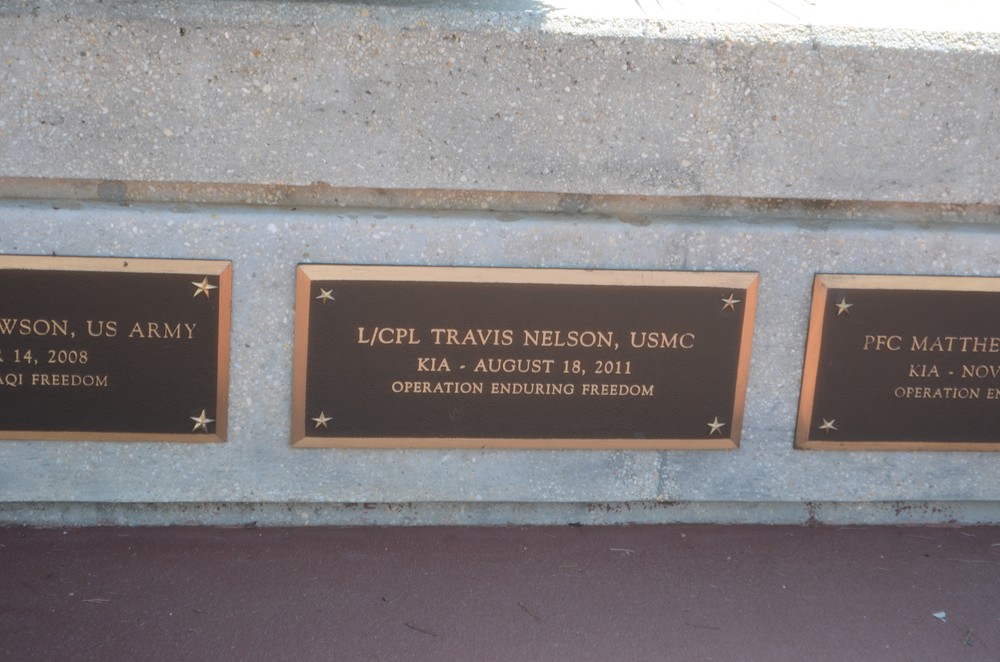 WSON, US ARMY
14, 2008
AQI FREEDOM
L/CPL TRAVIS NELSON, USMC
KIA - AUGUST 18, 2011
OPERATION ENDURING FREEDOM
PFC MATTHE
KIA - NOV
OPERATION EN